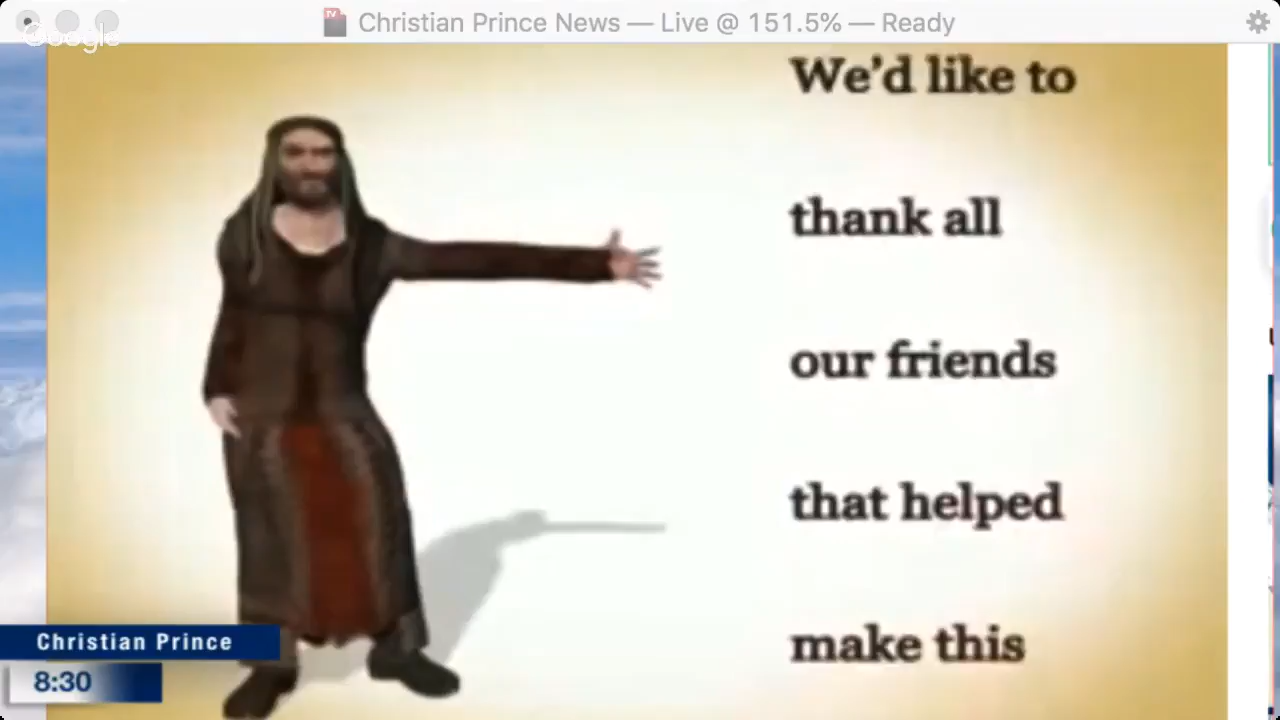 Christian Prince News — Live @ 151.5% — Ready
Google
We'd like to
thank all
our friends
that helped
make this
Christian Prince
8:30